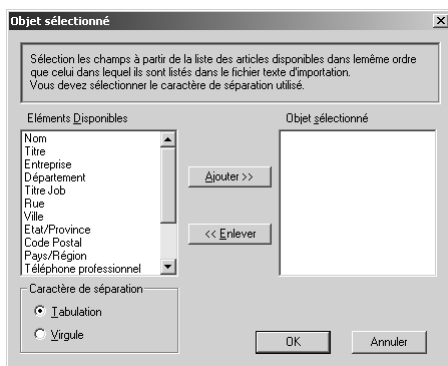 Objet sélectionné
Sélection les champs à partir de la liste des articles disponibles dans lemême ordre
que celui dans lequel ils sont listés dans le fichier texte d'importation.
Vous devez sélectionner le caractère de séparation utilisé.
Eléments Disponibles
Objet sélectionné
Nom
Titre
Entreprise
Département
Titre Job
Rue
Ville
Etat/Province
Code Postal
Pays/Région
Téléphone professionnel
Ajouter >>
<< Enlever
Caractère de séparation
Tabulation
Virgule
OK
Annuler